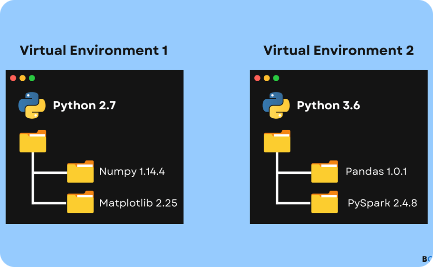 Virtual Environment 1
Python 2.7
Numpy 1.14.4
Matplotlib 2.25
Virtual Environment 2
Python 3.6
Pandas 1.0.1
PySpark 2.4.8